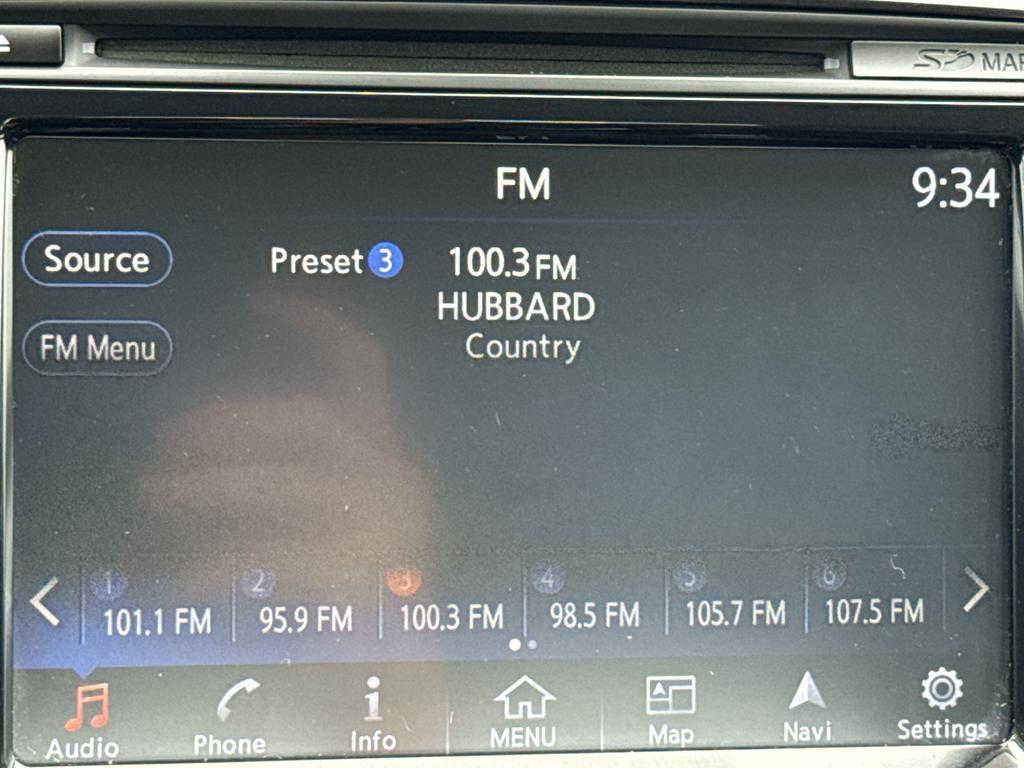 FM
9:34
Source
Preset 3 100.3 FM
HUBBARD
FM Menu
Country
1 2 3 4 5 6
101.1 FM 95.9 FM 100.3 FM 98.5 FM 105.7 FM 107.5 FM
Audio Phone Info MENU Map Navi Settings